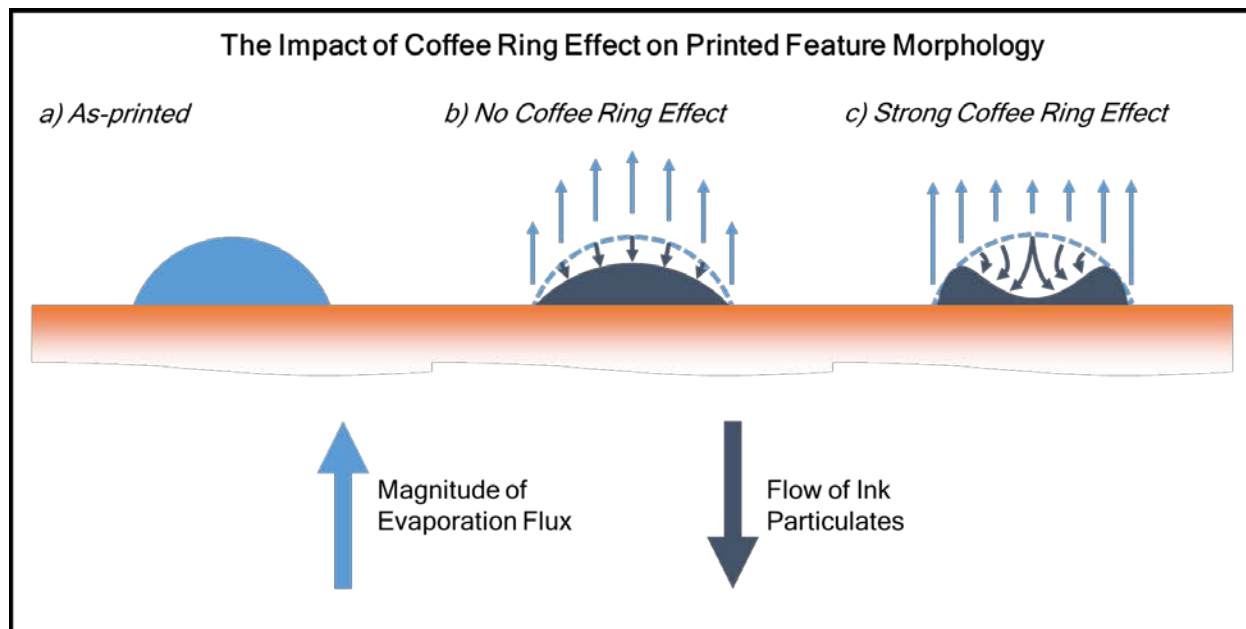 The Impact of Coffee Ring Effect on Printed Feature Morphology
a) As-printed
b) No Coffee Ring Effect
c) Strong Coffee Ring Effect
Magnitude of
Evaporation Flux
Flow of Ink
Particulates